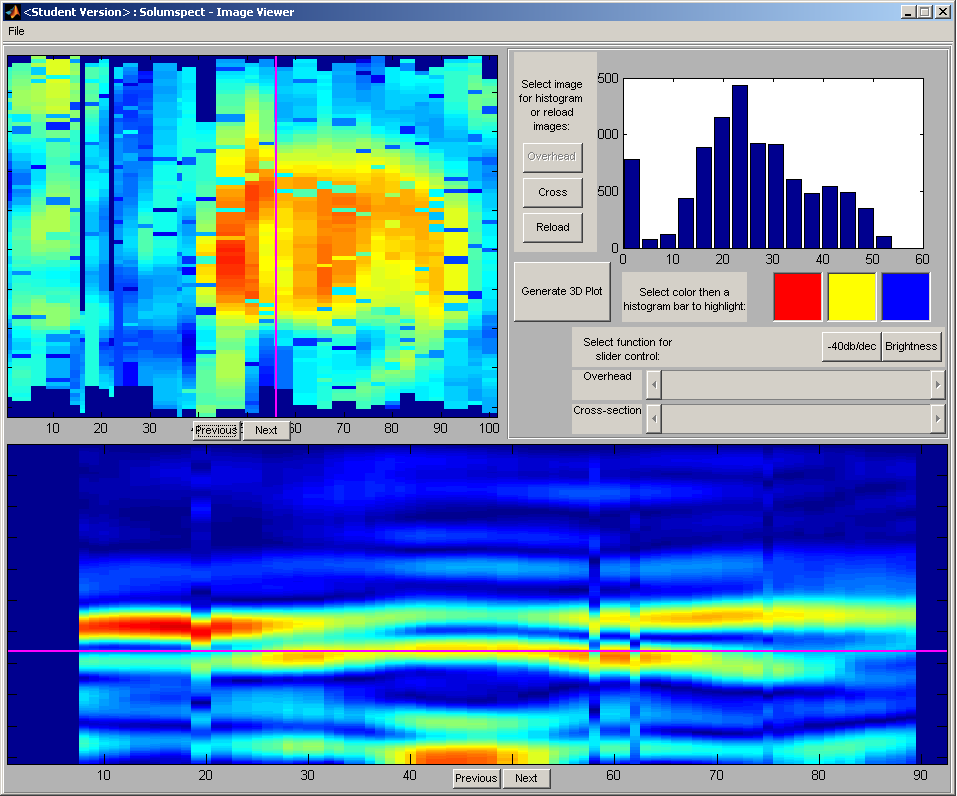 <Student Version> : Solumspect - Image Viewer
File
Select image
for histogram
or reload
images:
Overhead
Cross
Reload
500
000
500
0
0 10 20 30 40 50 60
Generate 3D Plot
Select color then a
histogram bar to highlight:
Select function for
slider control:
-40db/dec Brightness
Overhead
Cross-section
10 20 30 60 70 80 90 100
Previous Next
10 20 30 40 60 70 80 90
Previous Next